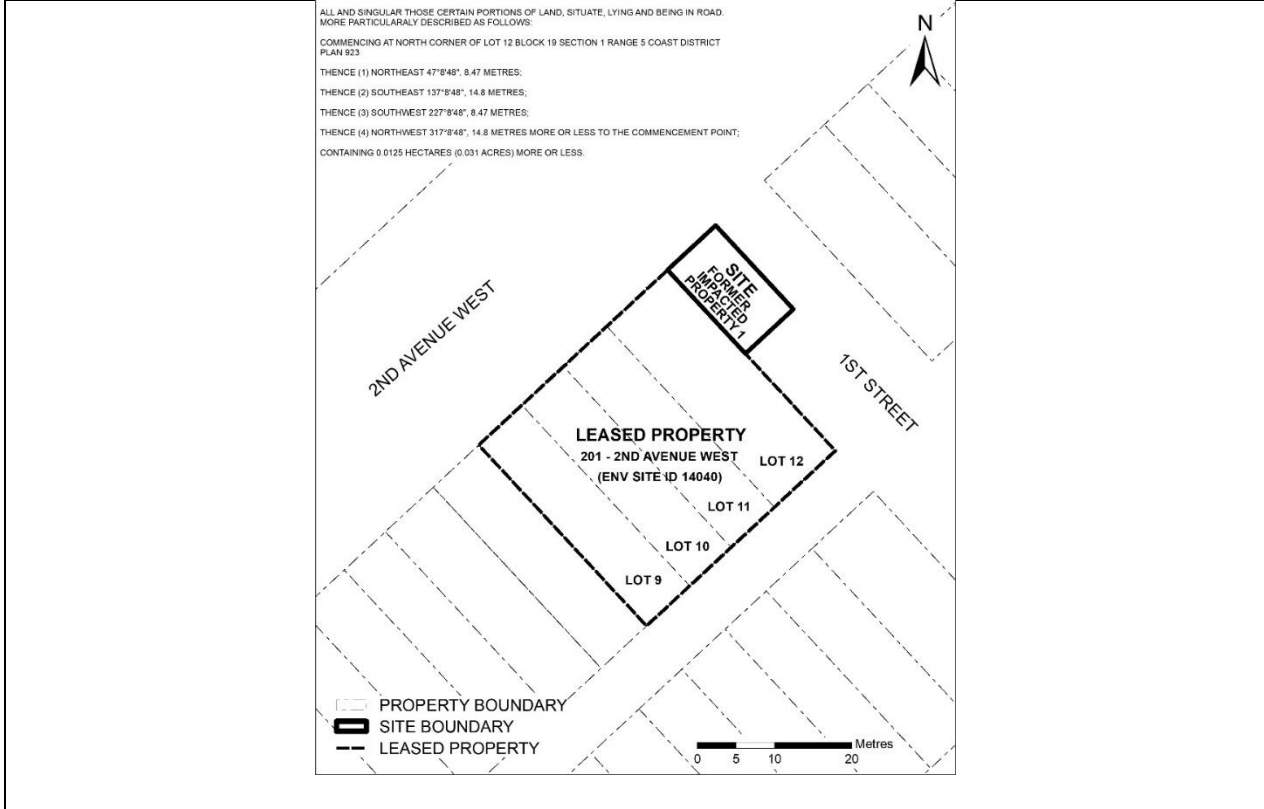 ALL AND SINGULAR THOSE CERTAIN PORTIONS OF LAND, SITUATE, LYING AND BEING IN ROAD.
MORE PARTICULARALY DESCRIBED AS FOLLOWS:
COMMENCING AT NORTH CORNER OF LOT 12 BLOCK 19 SECTION 1 RANGE 5 COAST DISTRICT
PLAN 923
THENCE (1) NORTHEAST 47°8'48", 8.47 METRES;
THENCE (2) SOUTHEAST 137°8'48", 14.8 METRES;
THENCE (3) SOUTHWEST 227°8'48", 8.47 METRES;
THENCE (4) NORTHWEST 317°8'48", 14.8 METRES MORE OR LESS TO THE COMMENCEMENT POINT;
CONTAINING 0.0125 HECTARES (0.031 ACRES) MORE OR LESS.
N
SITE
FORMER
IMPACTED
PROPERTY 1
2ND AVENUE WEST
1ST STREET
LEASED PROPERTY
201 - 2ND AVENUE WEST
(ENV SITE ID 14040)
LOT 12
LOT 11
LOT 10
LOT 9
PROPERTY BOUNDARY
SITE BOUNDARY
LEASED PROPERTY
Metres
0 5 10 20